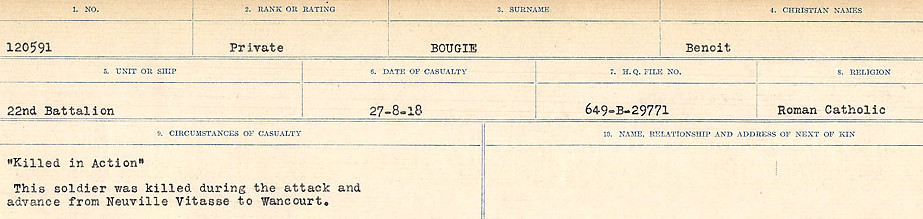 1. NO. 2. RANK OR RATING 3. SURNAME 4. CHRISTIAN NAMES
120591 Private BOUGIE Benoit
5. UNIT OR SHIP 6. DATE OF CASUALTY 7. H.Q. FILE NO. 8. RELIGION
22nd Battalion 27-8-18 649-B-29771 Roman Catholic
9. CIRCUMSTANCES OF CASUALTY 10. NAME, RELATIONSHIP AND ADDRESS OF NEXT OF KIN
"Killed in Action"
This soldier was killed during the attack and
advance from Neuville Vitasse to Wancourt.